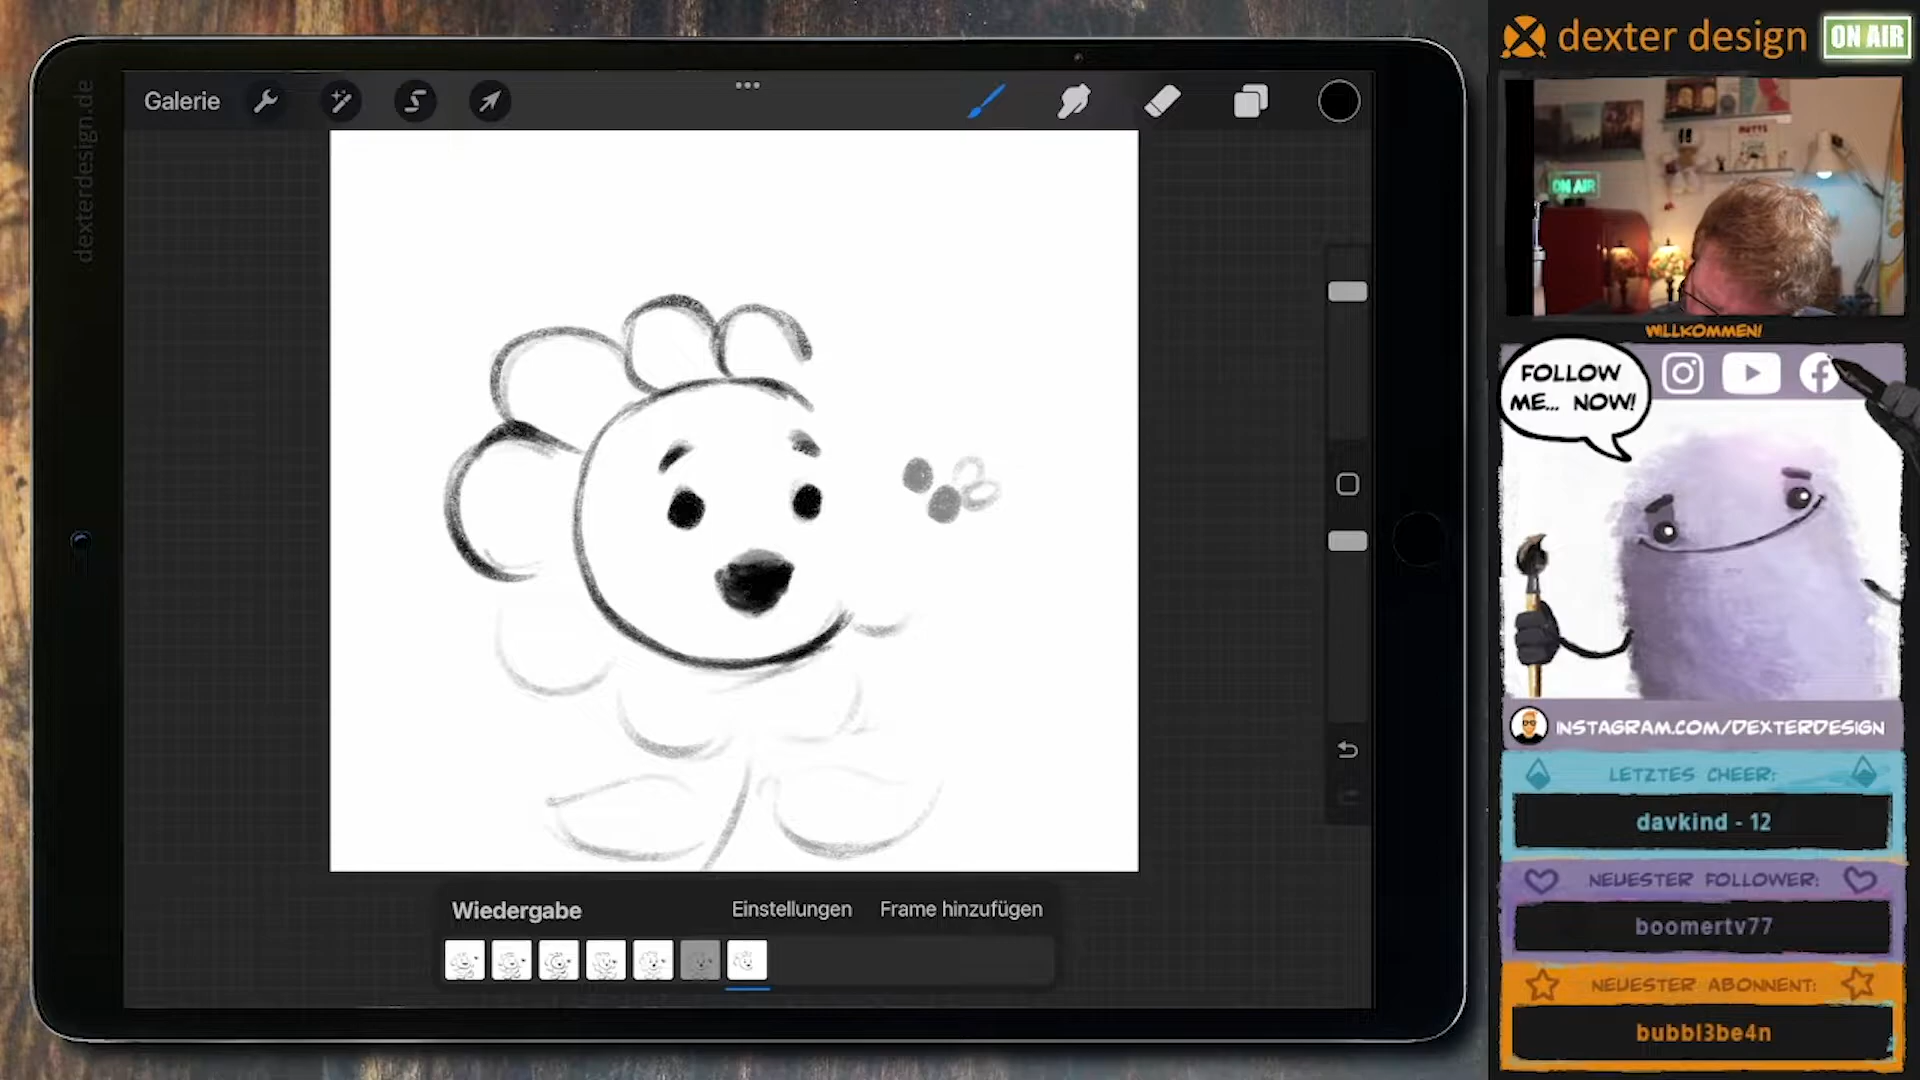 dexter design
ON AIR
Galerie
dexterdesign.de
ON AIR
WILLKOMMEN!
FOLLOW
ME... NOW!
INSTAGRAM.COM/DEXTERDESIGN
LETZTES CHEER:
davkind - 12
NEUESTER FOLLOWER:
boomertv77
NEUESTER ABONNENT:
bubbl3be4n
Wiedergabe
Einstellungen
Frame hinzufügen